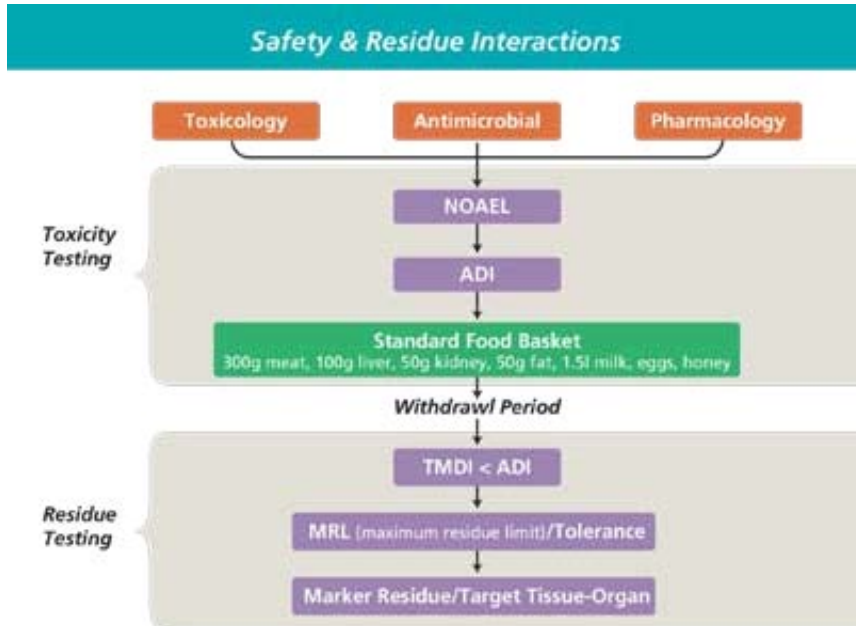 Safety & Residue Interactions
Toxicology
Antimicrobial
Pharmacology
Toxicity
Testing
NOAEL
ADI
Standard Food Basket
300g meat, 100g liver, 50g kidney, 50g fat, 1.5l milk, eggs, honey
Withdrawl Period
TMDI < ADI
Residue
Testing
MRL (maximum residue limit)/Tolerance
Marker Residue/Target Tissue-Organ